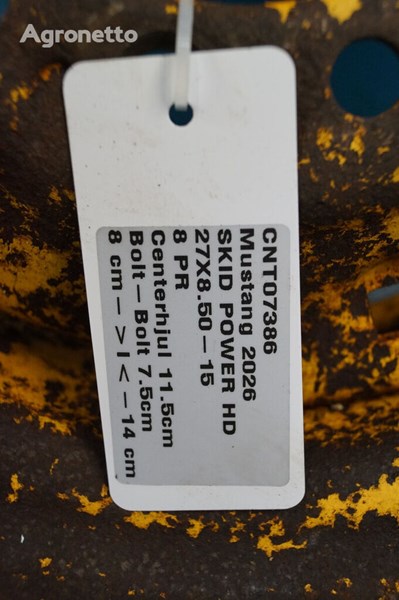 Agronetto
CNT07386
Mustang 2026
SKID POWER HD
27X8.50—15
8 PR
Centerhjul 11.5cm
Bolt—Bolt 7.5cm
8 cm — > I < — 14 cm